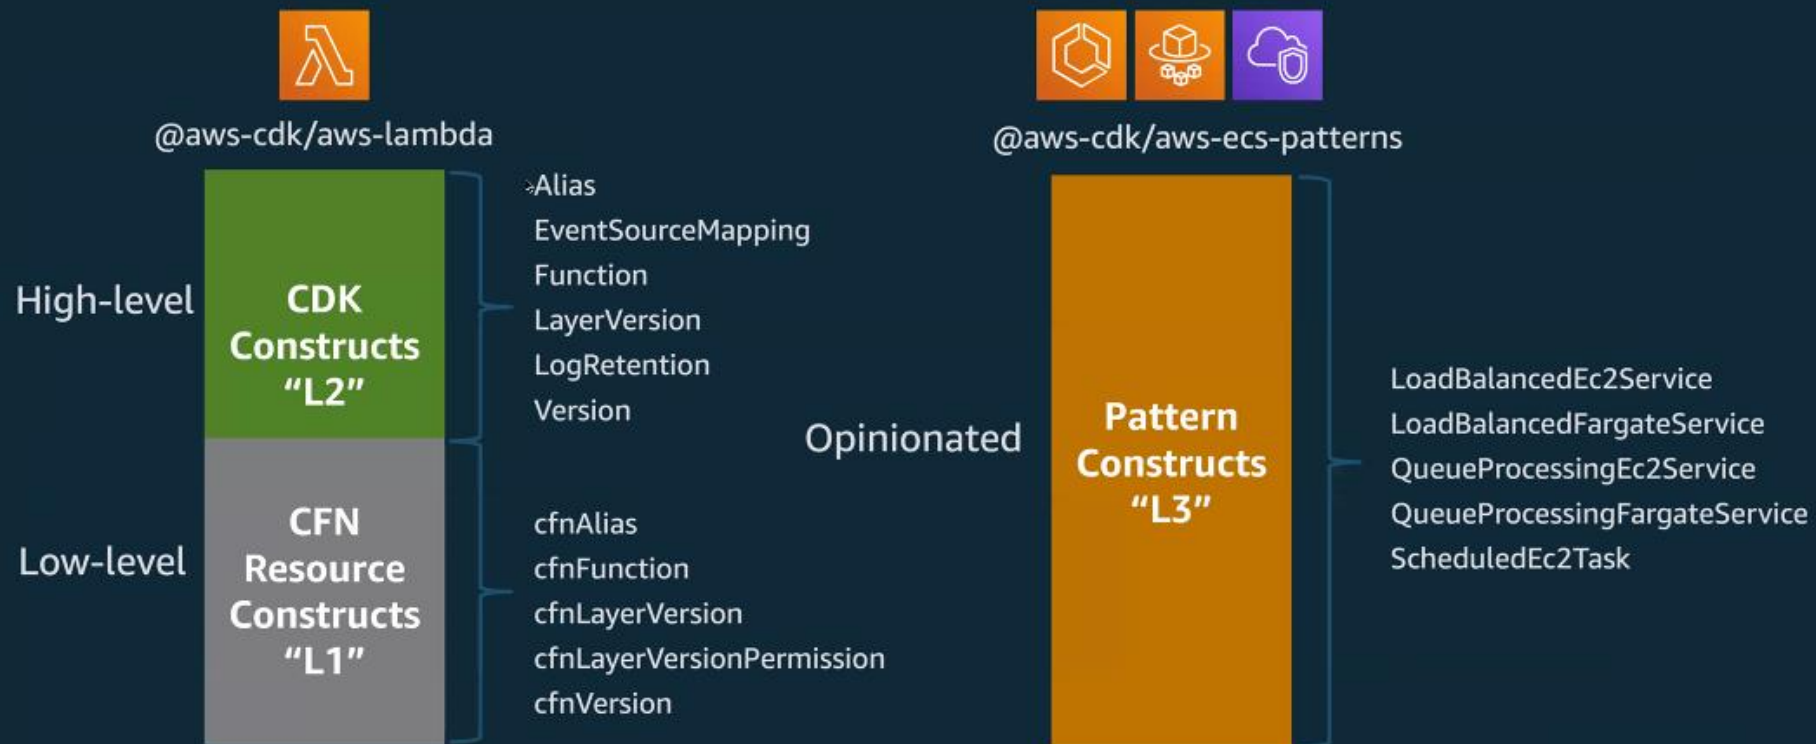 @aws-cdk/aws-lambda
High-level
CDK
Constructs
“L2”
Alias
EventSourceMapping
Function
LayerVersion
LogRetention
Version
Low-level
CFN
Resource
Constructs
“L1”
cfnAlias
cfnFunction
cfnLayerVersion
cfnLayerVersionPermission
cfnVersion
@aws-cdk/aws-ecs-patterns
Opinionated
Pattern
Constructs
“L3”
LoadBalancedEc2Service
LoadBalancedFargateService
QueueProcessingEc2Service
QueueProcessingFargateService
ScheduledEc2Task